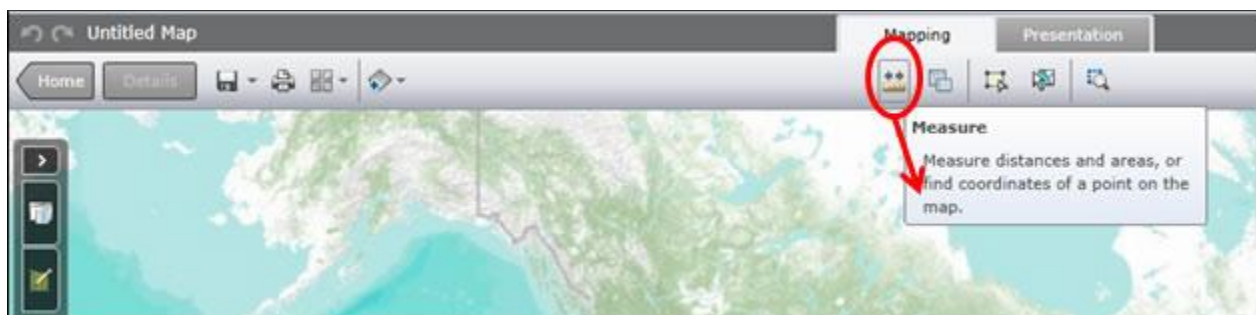 Untitled Map
Mapping
Presentation
Home
Details
Measure
Measure distances and areas, or
find coordinates of a point on the
map.